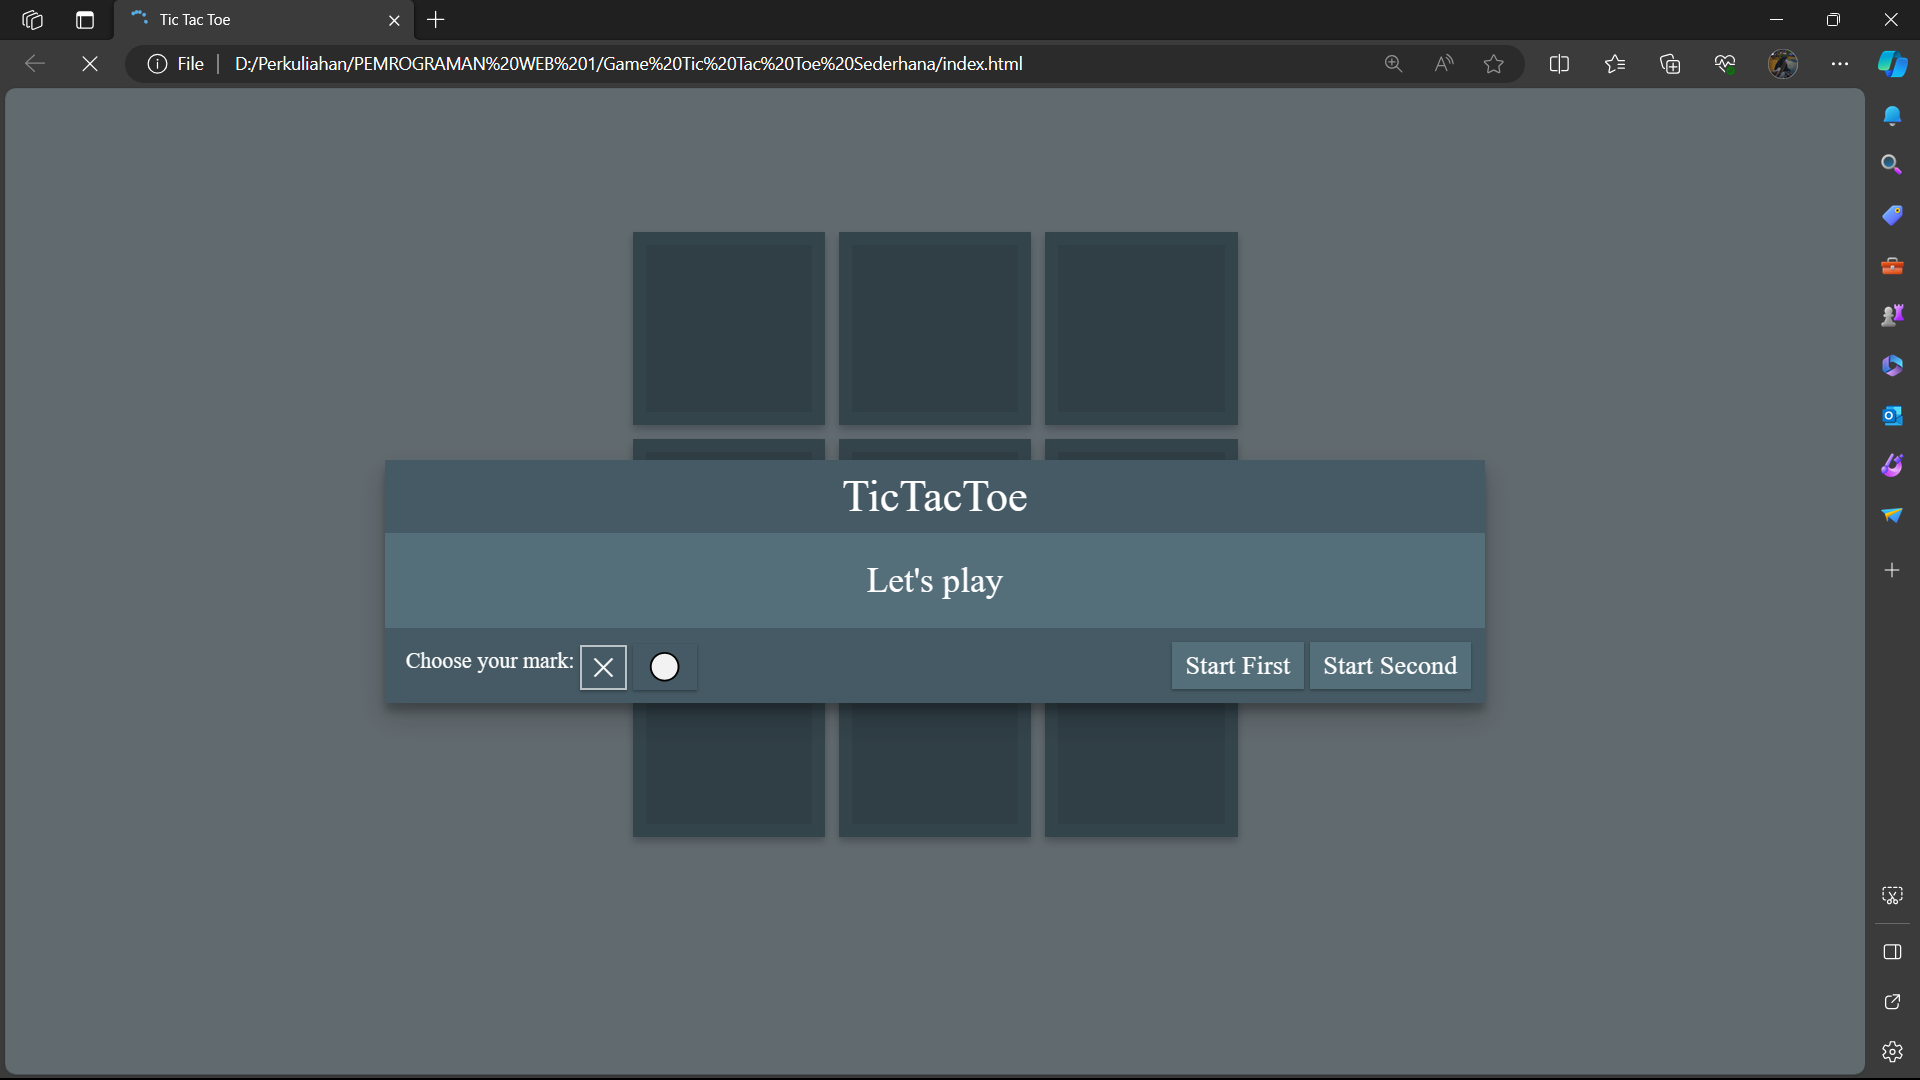 Tic Tac Toe
File
D:/Perkuliahan/PEMROGRAMAN%20WEB%201/Game%20Tic%20Tac%20Toe%20Sederhana/index.html
TicTacToe
Let's play
Choose your mark:
Start First
Start Second